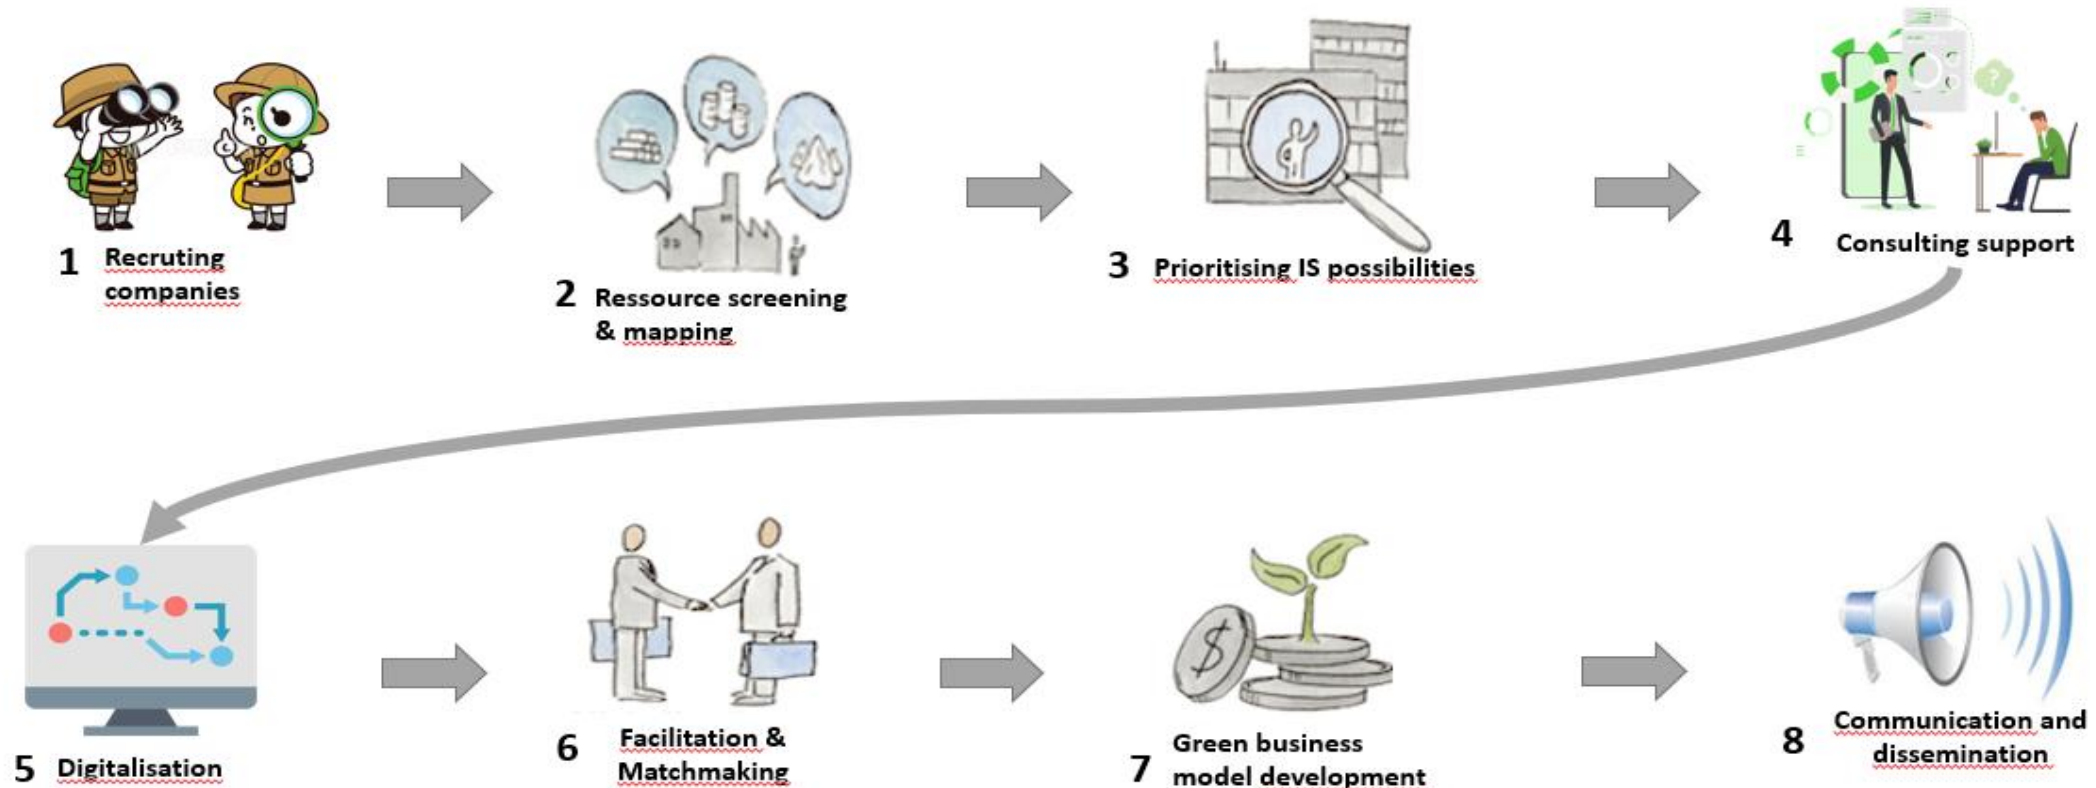 1 Recruting
companies
2 Ressource screening
& mapping
3 Prioritising IS possibilities
4 Consulting support
5 Digitalisation
6 Facilitation &
Matchmaking
$
7 Green business
model development
8 Communication and
dissemination
?